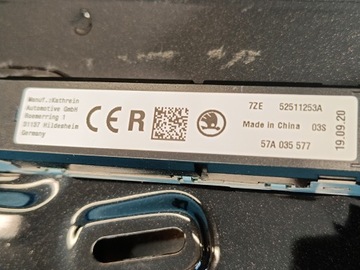 Manuf.:Kathrein
Automotive GmbH
Roemerring 1
31137 Hildesheim
Germany
CE R
7ZE 52511253A
Made in China 03S
57A 035 577
19.09.20